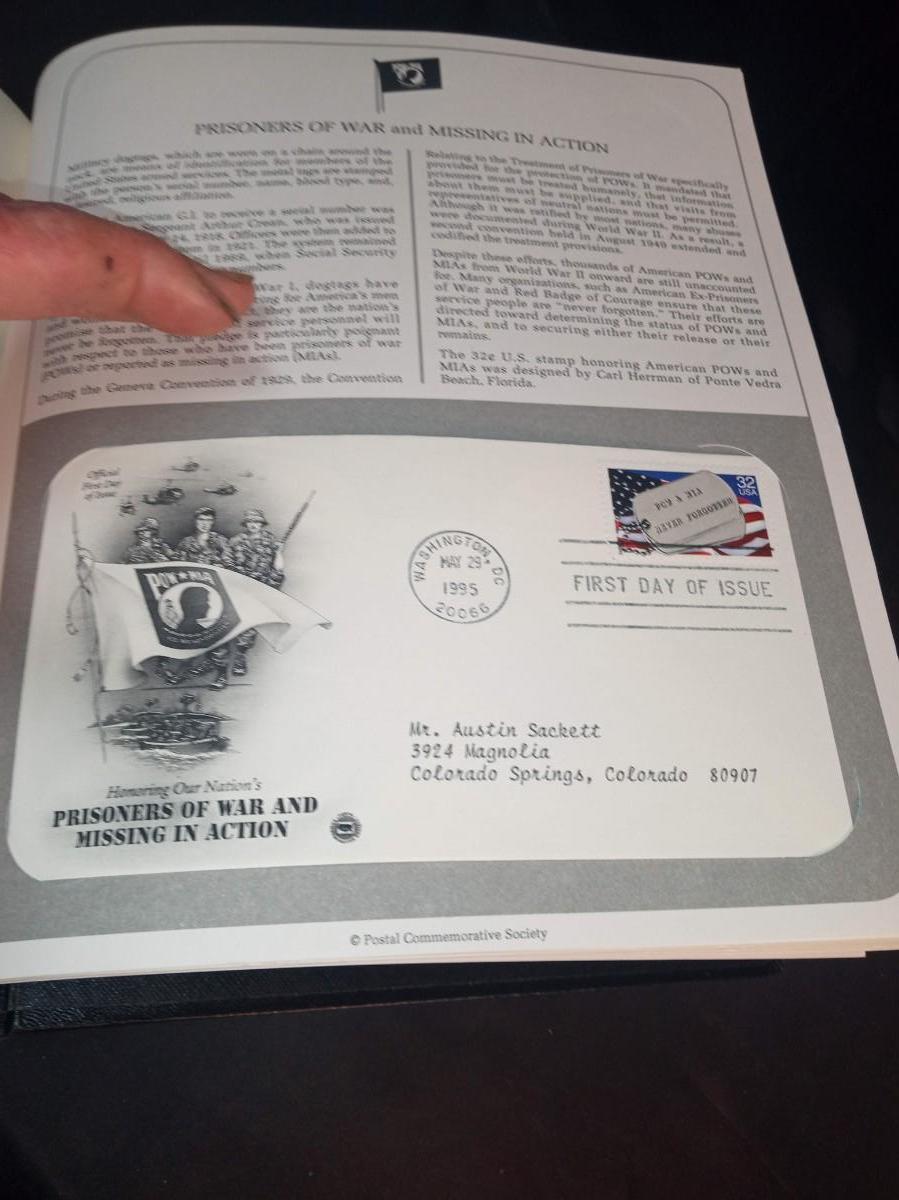 PRISONERS OF WAR and MISSING IN ACTION
Military dogtags, which are worn on a chain around the
neck, are means of identification for members of the
United States armed services. The metal tags are stamped
with the person's serial number, name, blood type, and,
religious affiliation.
American G.I. to receive a serial number was
Sergeant Arthur Crean, who was issued
1918. Officers were then added to
in 1921. The system remained
1969, when Social Security
numbers.
War I, dogtags have
for America's men
they are the nation's
promise that the service personnel will
never be forgotten. This pledge is particularly poignant
with respect to those who have been prisoners of war
(POWs) or reported as missing in action (MIAs).
During the Geneva Convention of 1929, the Convention
Relating to the Treatment of Prisoners of War specifically
provided for the protection of POWs. It mandated that
prisoners must be treated humanely, that information
about them must be supplied, and that visits from
representatives of neutral nations must be permitted.
Although it was ratified by most nations, many abuses
were documented during World War II. As a result, a
second convention held in August 1949 extended and
codified the treatment provisions.
Despite these efforts, thousands of American POWs and
MIAs from World War II onward are still unaccounted
for. Many organizations, such as American Ex-Prisoners
of War and Red Badge of Courage ensure that these
service people are "never forgotten." Their efforts are
directed toward determining the status of POWs and
MIAs, and to securing either their release or their
remains.
The 32¢ U.S. stamp honoring American POWs and
MIAs was designed by Carl Herrman of Ponte Vedra
Beach, Florida.
Official
First Day
of Issue
POW★MIA
WASHINGTON, DC
MAY 29
1995
20066
32
USA
POW & MIA
NEVER FORGOTTEN
FIRST DAY OF ISSUE
Mr. Austin Sackett
3924 Magnolia
Colorado Springs, Colorado 80907
Honoring Our Nation's
PRISONERS OF WAR AND
MISSING IN ACTION
© Postal Commemorative Society